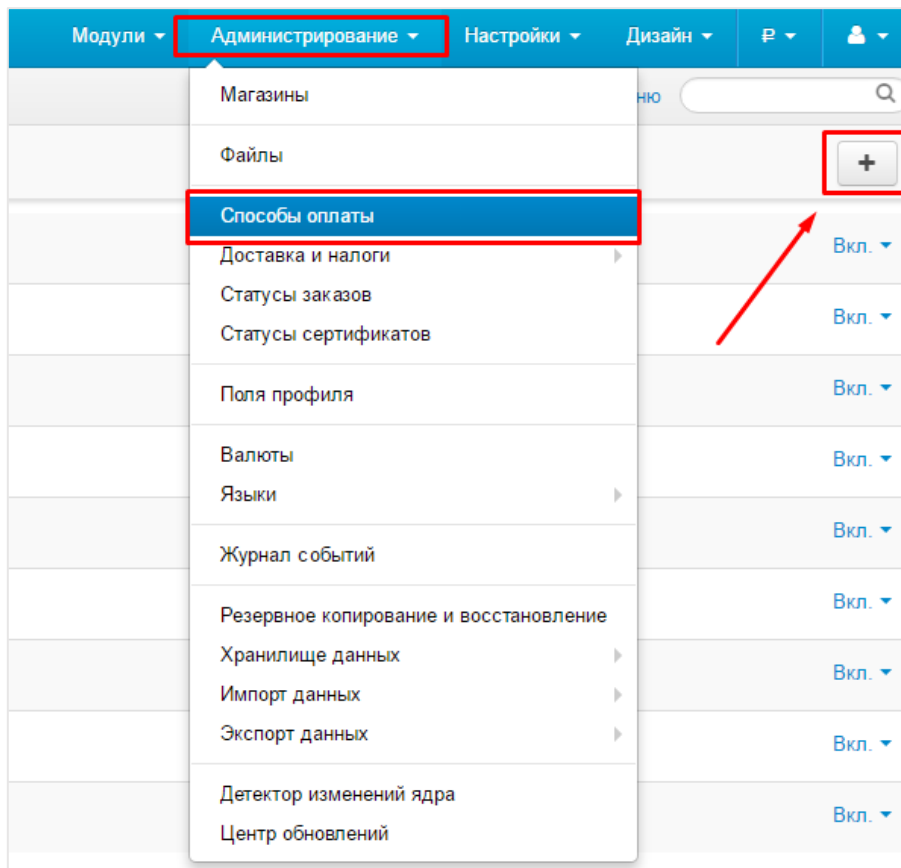 Модули Администрирование Настройки Дизайн ₽
Магазины
ню
Файлы
+
Способы оплаты
Доставка и налоги
Вкл.
Статусы заказов
Вкл.
Статусы сертификатов
Поля профиля
Вкл.
Валюты
Вкл.
Языки
Вкл.
Журнал событий
Резервное копирование и восстановление
Вкл.
Хранилище данных
Вкл.
Импорт данных
Экспорт данных
Вкл.
Детектор изменений ядра
Вкл.
Центр обновлений